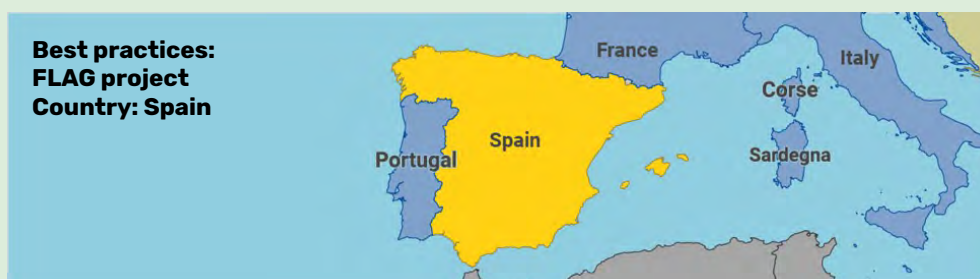 Best practices:
FLAG project
Country: Spain
France
Italy
Corse
Spain
Portugal
Sardegna